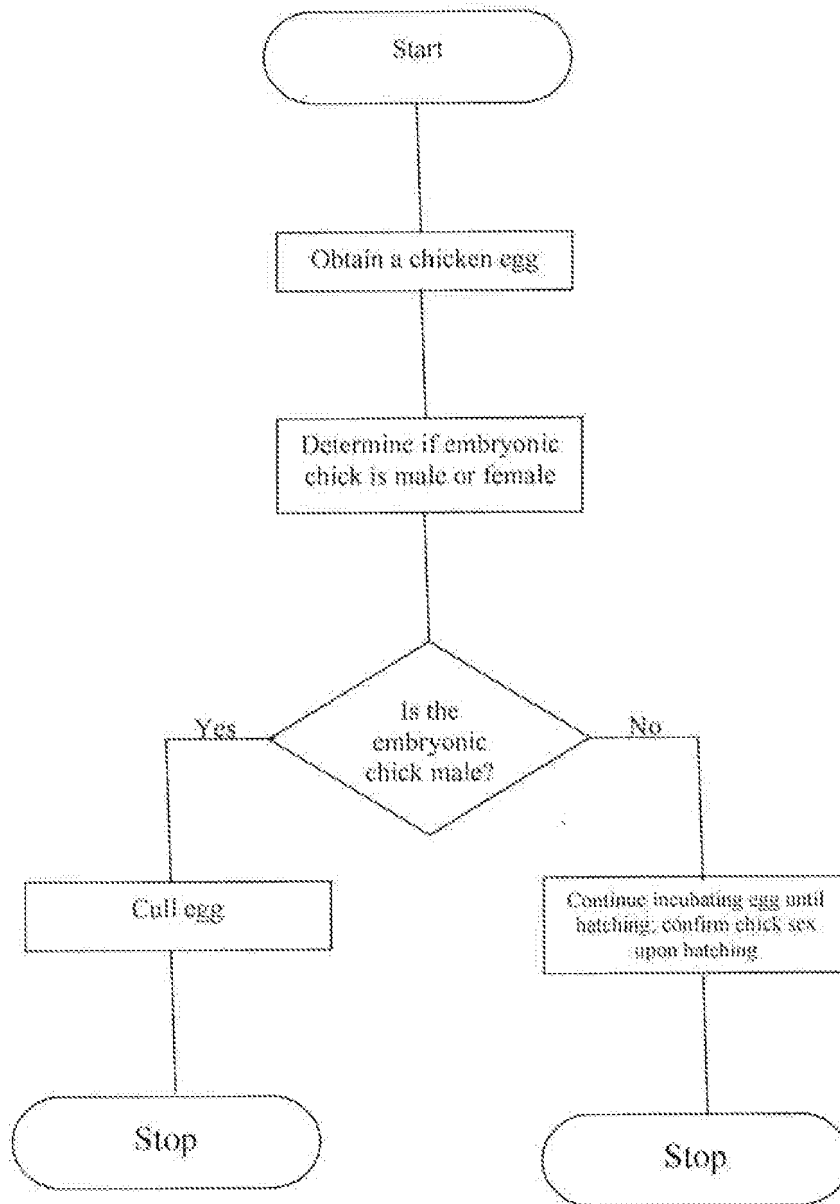 Start
Obtain a chicken egg
Determine if embryonic
chick is male or female
Is the
embryonic
chick male?
Yes
No
Cull egg
Continue incubating egg until
hatching; confirm chick sex
upon hatching
Stop
Stop